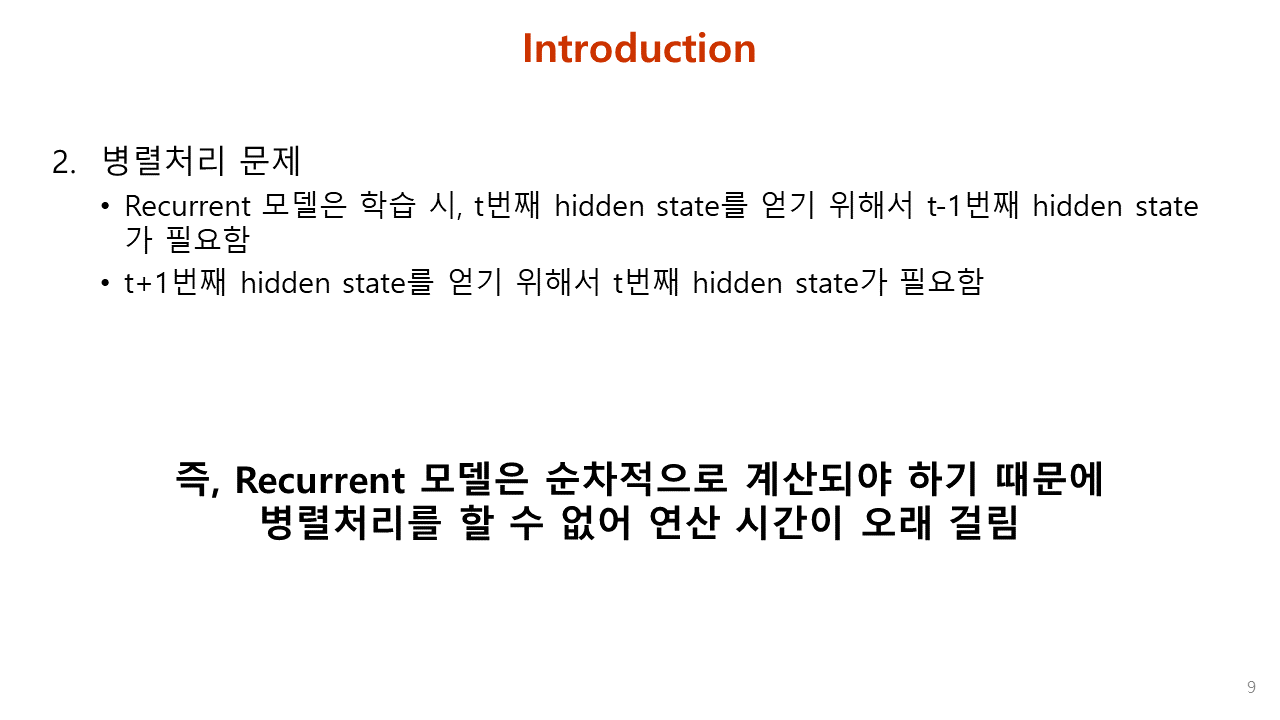 Introduction
2. 병렬처리 문제
• Recurrent 모델은 학습 시, t번째 hidden state를 얻기 위해서 t-1번째 hidden state
가 필요함
• t+1번째 hidden state를 얻기 위해서 t번째 hidden state가 필요함
즉, Recurrent 모델은 순차적으로 계산되야 하기 때문에
병렬처리를 할 수 없어 연산 시간이 오래 걸림
9